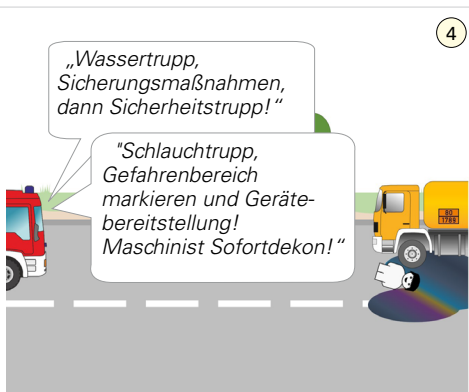 4
„Wassertrupp,
Sicherungsmaßnahmen,
dann Sicherheitstrupp!“
"Schlauchtrupp,
Gefahrenbereich
markieren und Geräte-
bereitstellung!
Maschinist Sofortdekon!“
80
1789